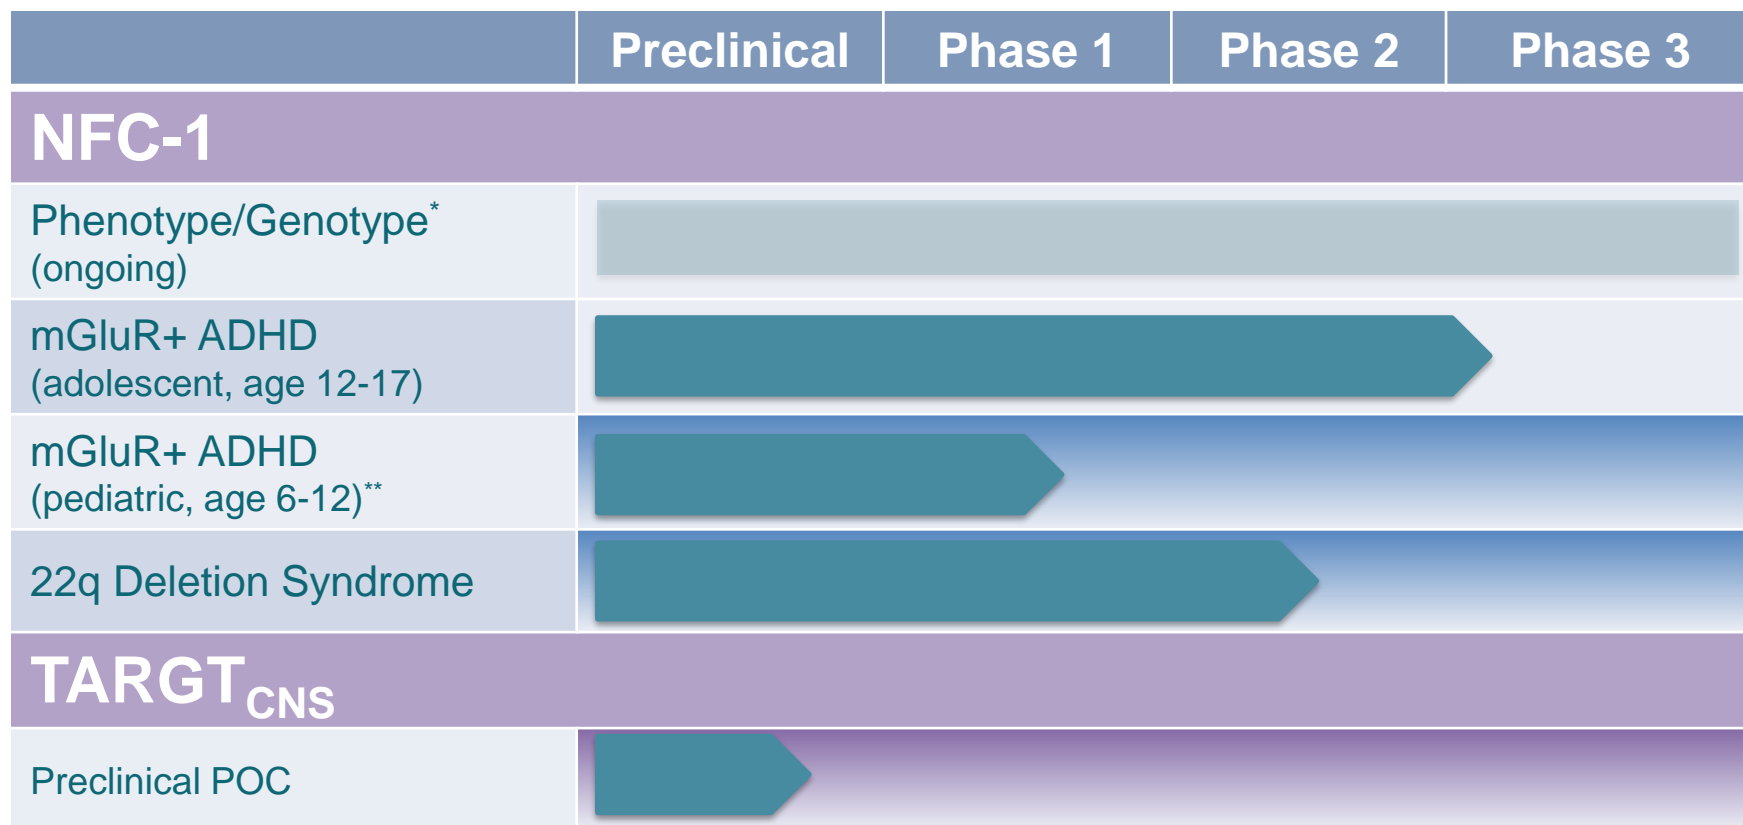 Preclinical Phase 1 Phase 2 Phase 3
NFC-1
Phenotype/Genotype*
(ongoing)
mGluR+ ADHD
(adolescent, age 12-17)
mGluR+ ADHD
(pediatric, age 6-12)**
22q Deletion Syndrome
TARGTCNS
Preclinical POC